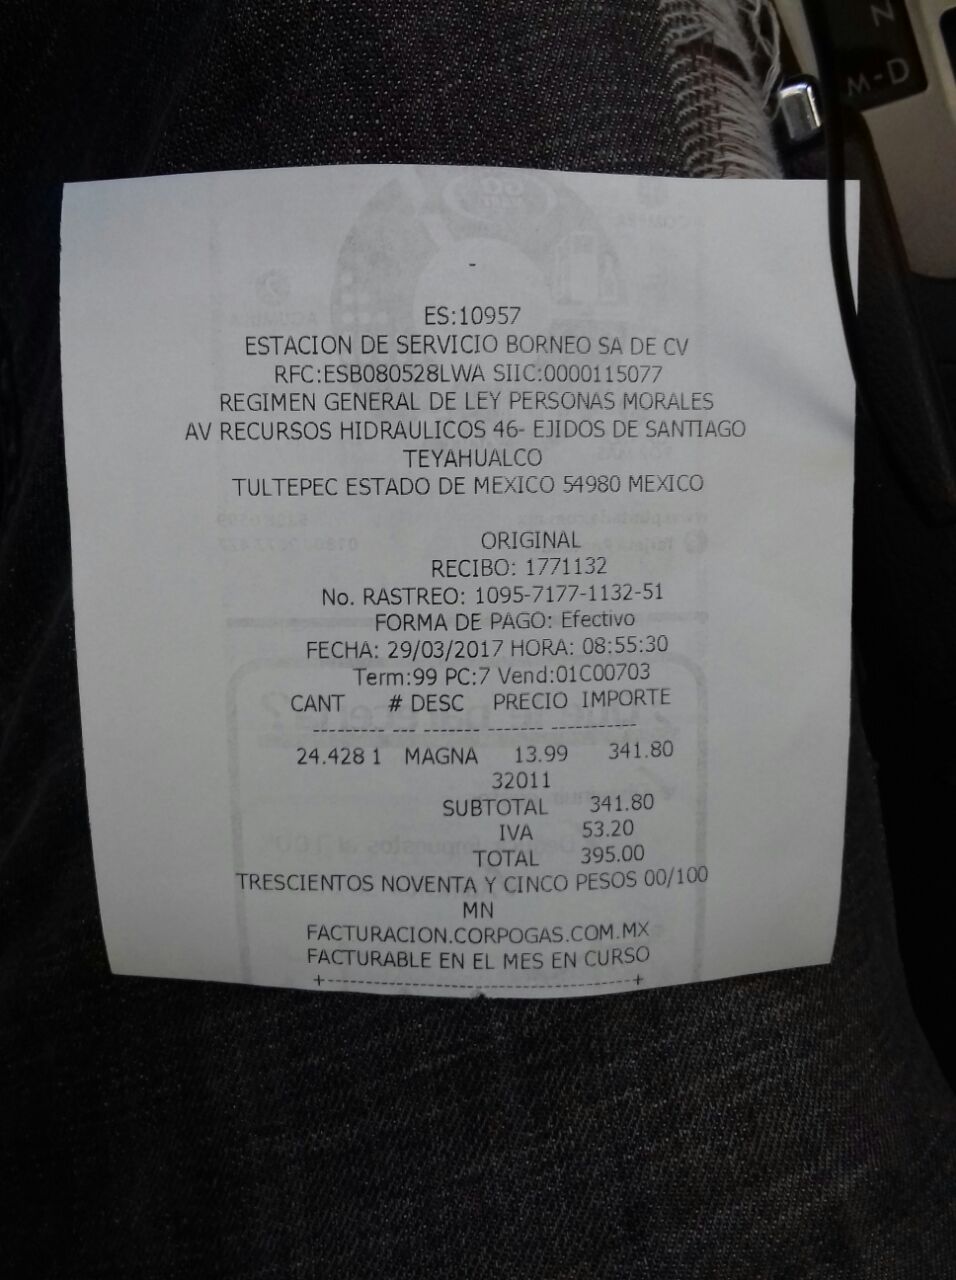 N
M-D
-
ES:10957
ESTACION DE SERVICIO BORNEO SA DE CV
RFC:ESB080528LWA SIIC:0000115077
REGIMEN GENERAL DE LEY PERSONAS MORALES
AV RECURSOS HIDRAULICOS 46- EJIDOS DE SANTIAGO
TEYAHUALCO
TULTEPEC ESTADO DE MEXICO 54980 MEXICO
ORIGINAL
RECIBO: 1771132
No. RASTREO: 1095-7177-1132-51
FORMA DE PAGO: Efectivo
FECHA: 29/03/2017 HORA: 08:55:30
Term:99 PC:7 Vend:01C00703
CANT # DESC PRECIO IMPORTE
--------- --- ------- ------- -----------
24.428 1 MAGNA 13.99 341.80
32011
SUBTOTAL 341.80
IVA 53.20
TOTAL 395.00
TRESCIENTOS NOVENTA Y CINCO PESOS 00/100
MN
FACTURACION.CORPOGAS.COM.MX
FACTURABLE EN EL MES EN CURSO
+----------------------------------------+